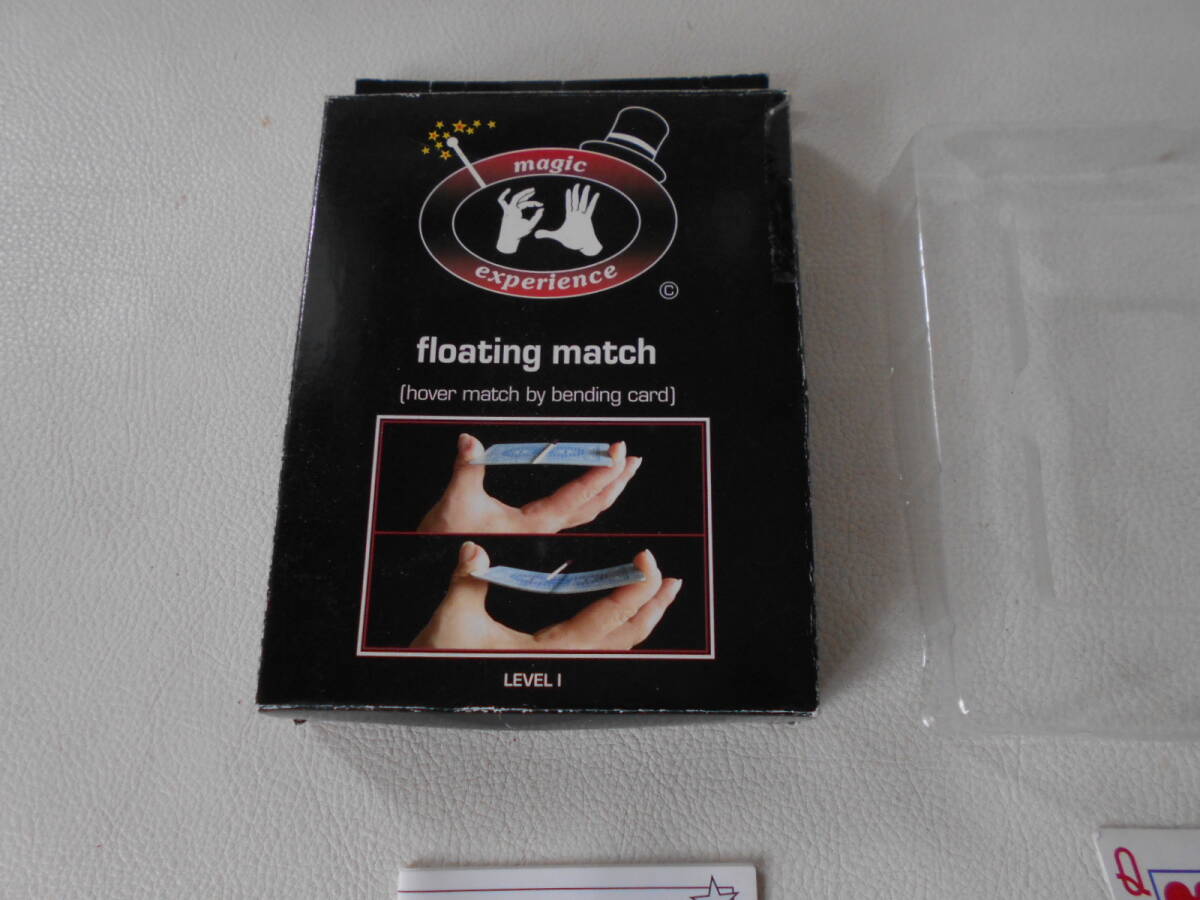 magic
experience
©
floating match
(hover match by bending card)
LEVEL I
Q